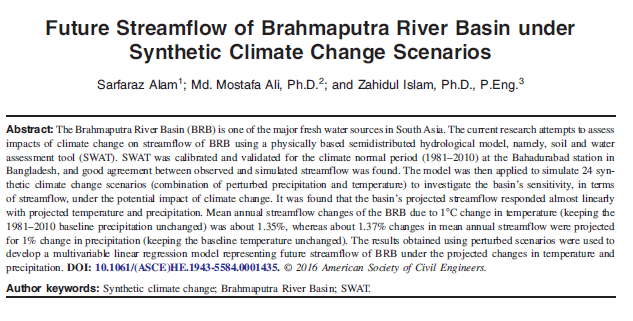 Future Streamflow of Brahmaputra River Basin under
Synthetic Climate Change Scenarios
Sarfaraz Alam1; Md. Mostafa Ali, Ph.D.2; and Zahidul Islam, Ph.D., P.Eng.3
Abstract: The Brahmaputra River Basin (BRB) is one of the major fresh water sources in South Asia. The current research attempts to assess
impacts of climate change on streamflow of BRB using a physically based semidistributed hydrological model, namely, soil and water
assessment tool (SWAT). SWAT was calibrated and validated for the climate normal period (1981–2010) at the Bahadurabad station in
Bangladesh, and good agreement between observed and simulated streamflow was found. The model was then applied to simulate 24 syn-
thetic climate change scenarios (combination of perturbed precipitation and temperature) to investigate the basin's sensitivity, in terms
of streamflow, under the potential impact of climate change. It was found that the basin's projected streamflow responded almost linearly
with projected temperature and precipitation. Mean annual streamflow changes of the BRB due to 1°C change in temperature (keeping the
1981–2010 baseline precipitation unchanged) was about 1.35%, whereas about 1.37% changes in mean annual streamflow were projected
for 1% change in precipitation (keeping the baseline temperature unchanged). The results obtained using perturbed scenarios were used to
develop a multivariable linear regression model representing future streamflow of BRB under the projected changes in temperature and
precipitation. DOI: 10.1061/(ASCE)HE.1943-5584.0001435. © 2016 American Society of Civil Engineers.
Author keywords: Synthetic climate change; Brahmaputra River Basin; SWAT.